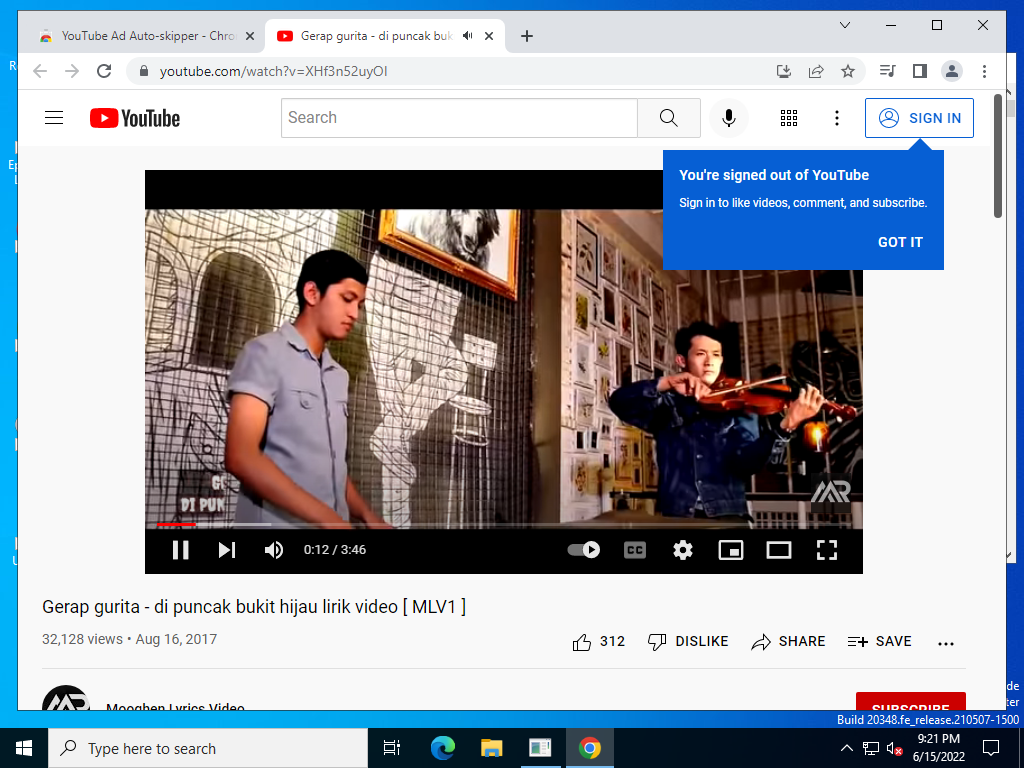 YouTube Ad Auto-skipper - Chro
Gerap gurita - di puncak buk
youtube.com/watch?v=XHf3n52uyOI
YouTube
Search
SIGN IN
You're signed out of YouTube
Sign in to like videos, comment, and subscribe.
GOT IT
DI PUN
MR
0:12 / 3:46
CC
Gerap gurita - di puncak bukit hijau lirik video [ MLV1 ]
32,128 views • Aug 16, 2017
312
DISLIKE
SHARE
SAVE
Mooghen Lyrics Video
SUBSCRIBE
Build 20348.fe_release.210507-1500
Type here to search
9:21 PM
6/15/2022